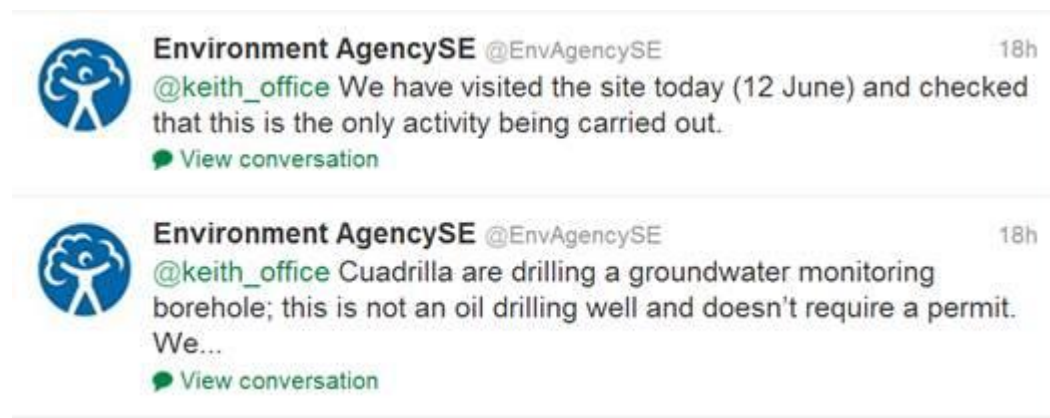 Environment AgencySE @EnvAgencySE 18h
@keith_office We have visited the site today (12 June) and checked
that this is the only activity being carried out.
View conversation
Environment AgencySE @EnvAgencySE 18h
@keith_office Cuadrilla are drilling a groundwater monitoring
borehole; this is not an oil drilling well and doesn’t require a permit.
We...
View conversation